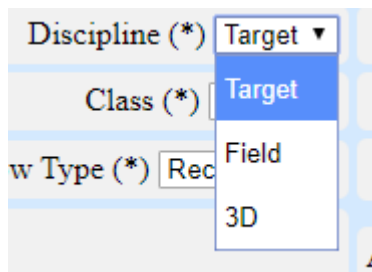 Discipline (*) Target ▼
Target
Class (*)
Field
w Type (*) Rec
3D